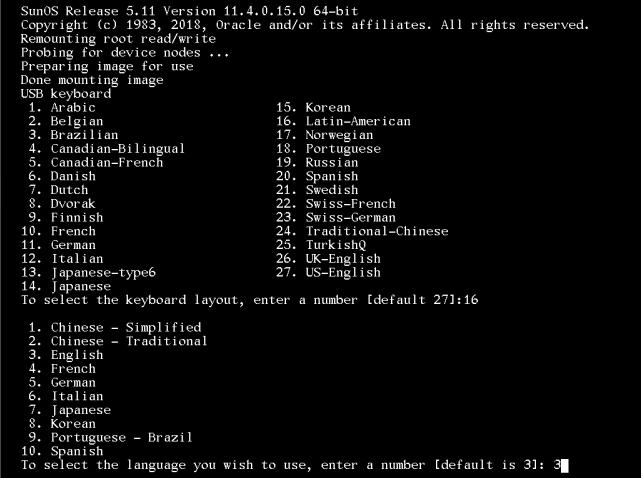 SunOS Release 5.11 Version 11.4.0.15.0 64-bit
Copyright (c) 1983, 2018, Oracle and/or its affiliates. All rights reserved.
Remounting root read/write
Probing for device nodes ...
Preparing image for use
Done mounting image
USB keyboard
1. Arabic 15. Korean
2. Belgian 16. Latin-American
3. Brazilian 17. Norwegian
4. Canadian-Bilingual 18. Portuguese
5. Canadian-French 19. Russian
6. Danish 20. Spanish
7. Dutch 21. Swedish
8. Dvorak 22. Swiss-French
9. Finnish 23. Swiss-German
10. French 24. Traditional-Chinese
11. German 25. TurkishQ
12. Italian 26. UK-English
13. Japanese-type6 27. US-English
14. Japanese
To select the keyboard layout, enter a number [default 27]:16
1. Chinese - Simplified
2. Chinese - Traditional
3. English
4. French
5. German
6. Italian
7. Japanese
8. Korean
9. Portuguese - Brazil
10. Spanish
To select the language you wish to use, enter a number [default is 3]: 3